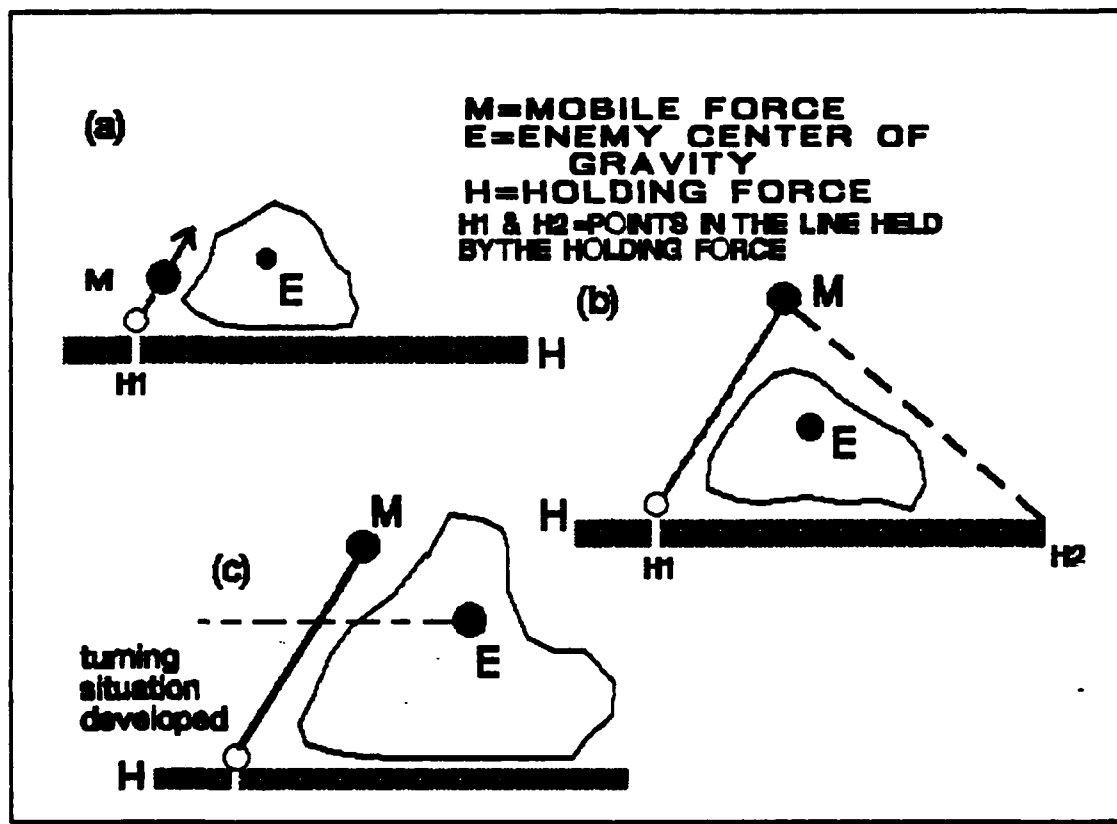 (a)
M=MOBILE FORCE
E=ENEMY CENTER OF
GRAVITY
H=HOLDING FORCE
H1 & H2=POINTS IN THE LINE HELD
BY THE HOLDING FORCE
M
E
H
H1
(b)
M
E
H
H1
H2
(c)
M
E
turning
situation
developed
H